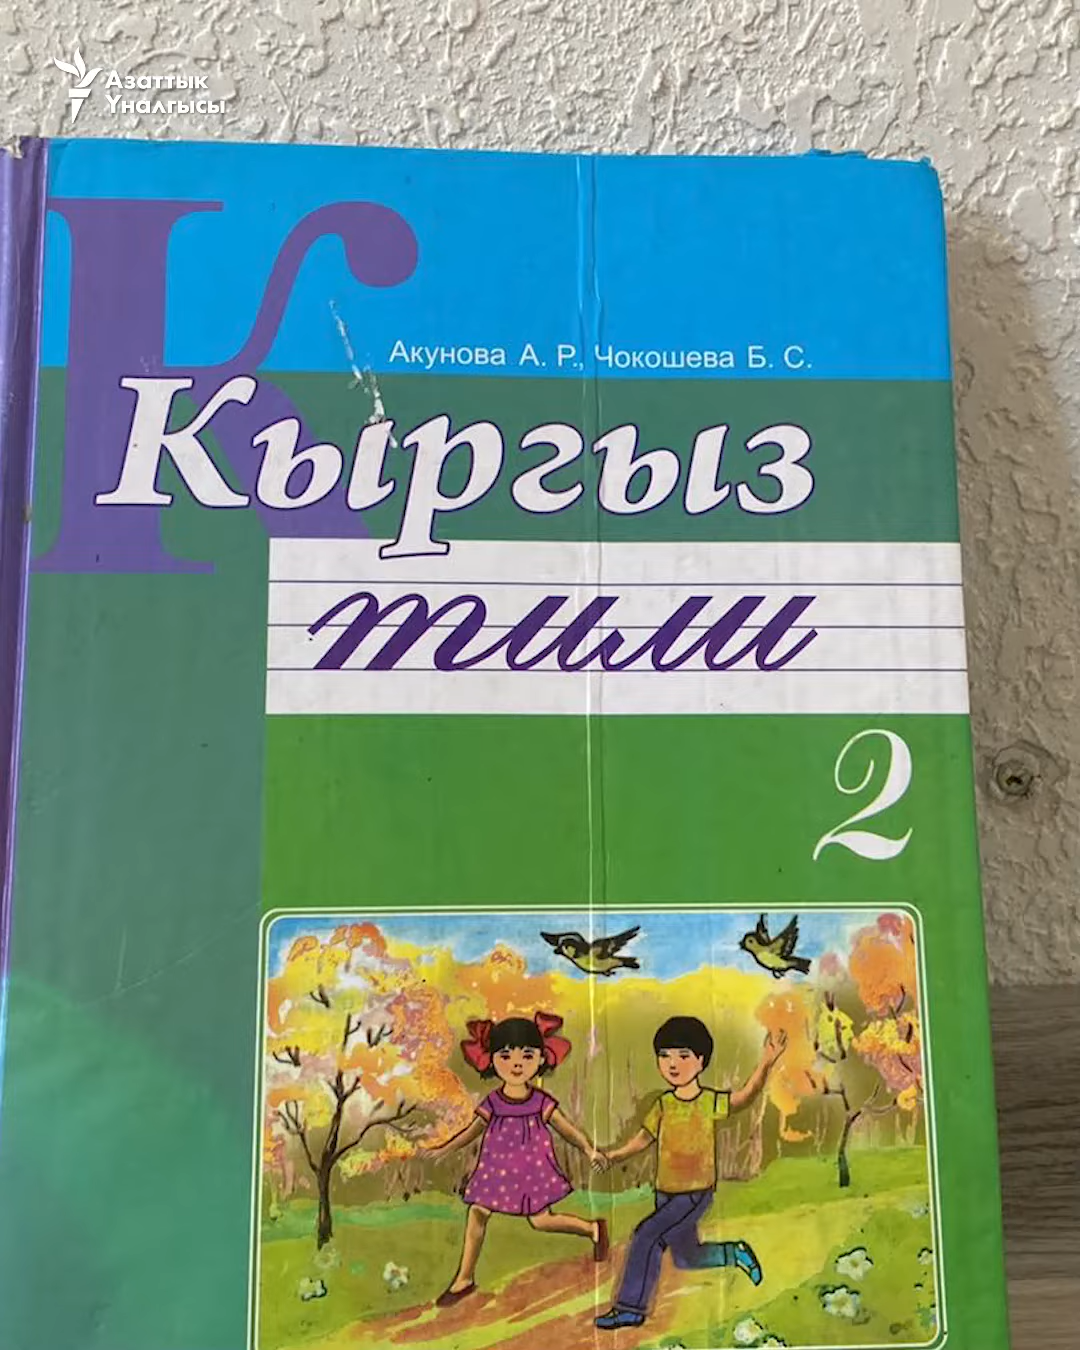 Азаттык
Үналгысы
К
Акунова А. Р., Чокошева Б. С.
Кыргыз
тили
2